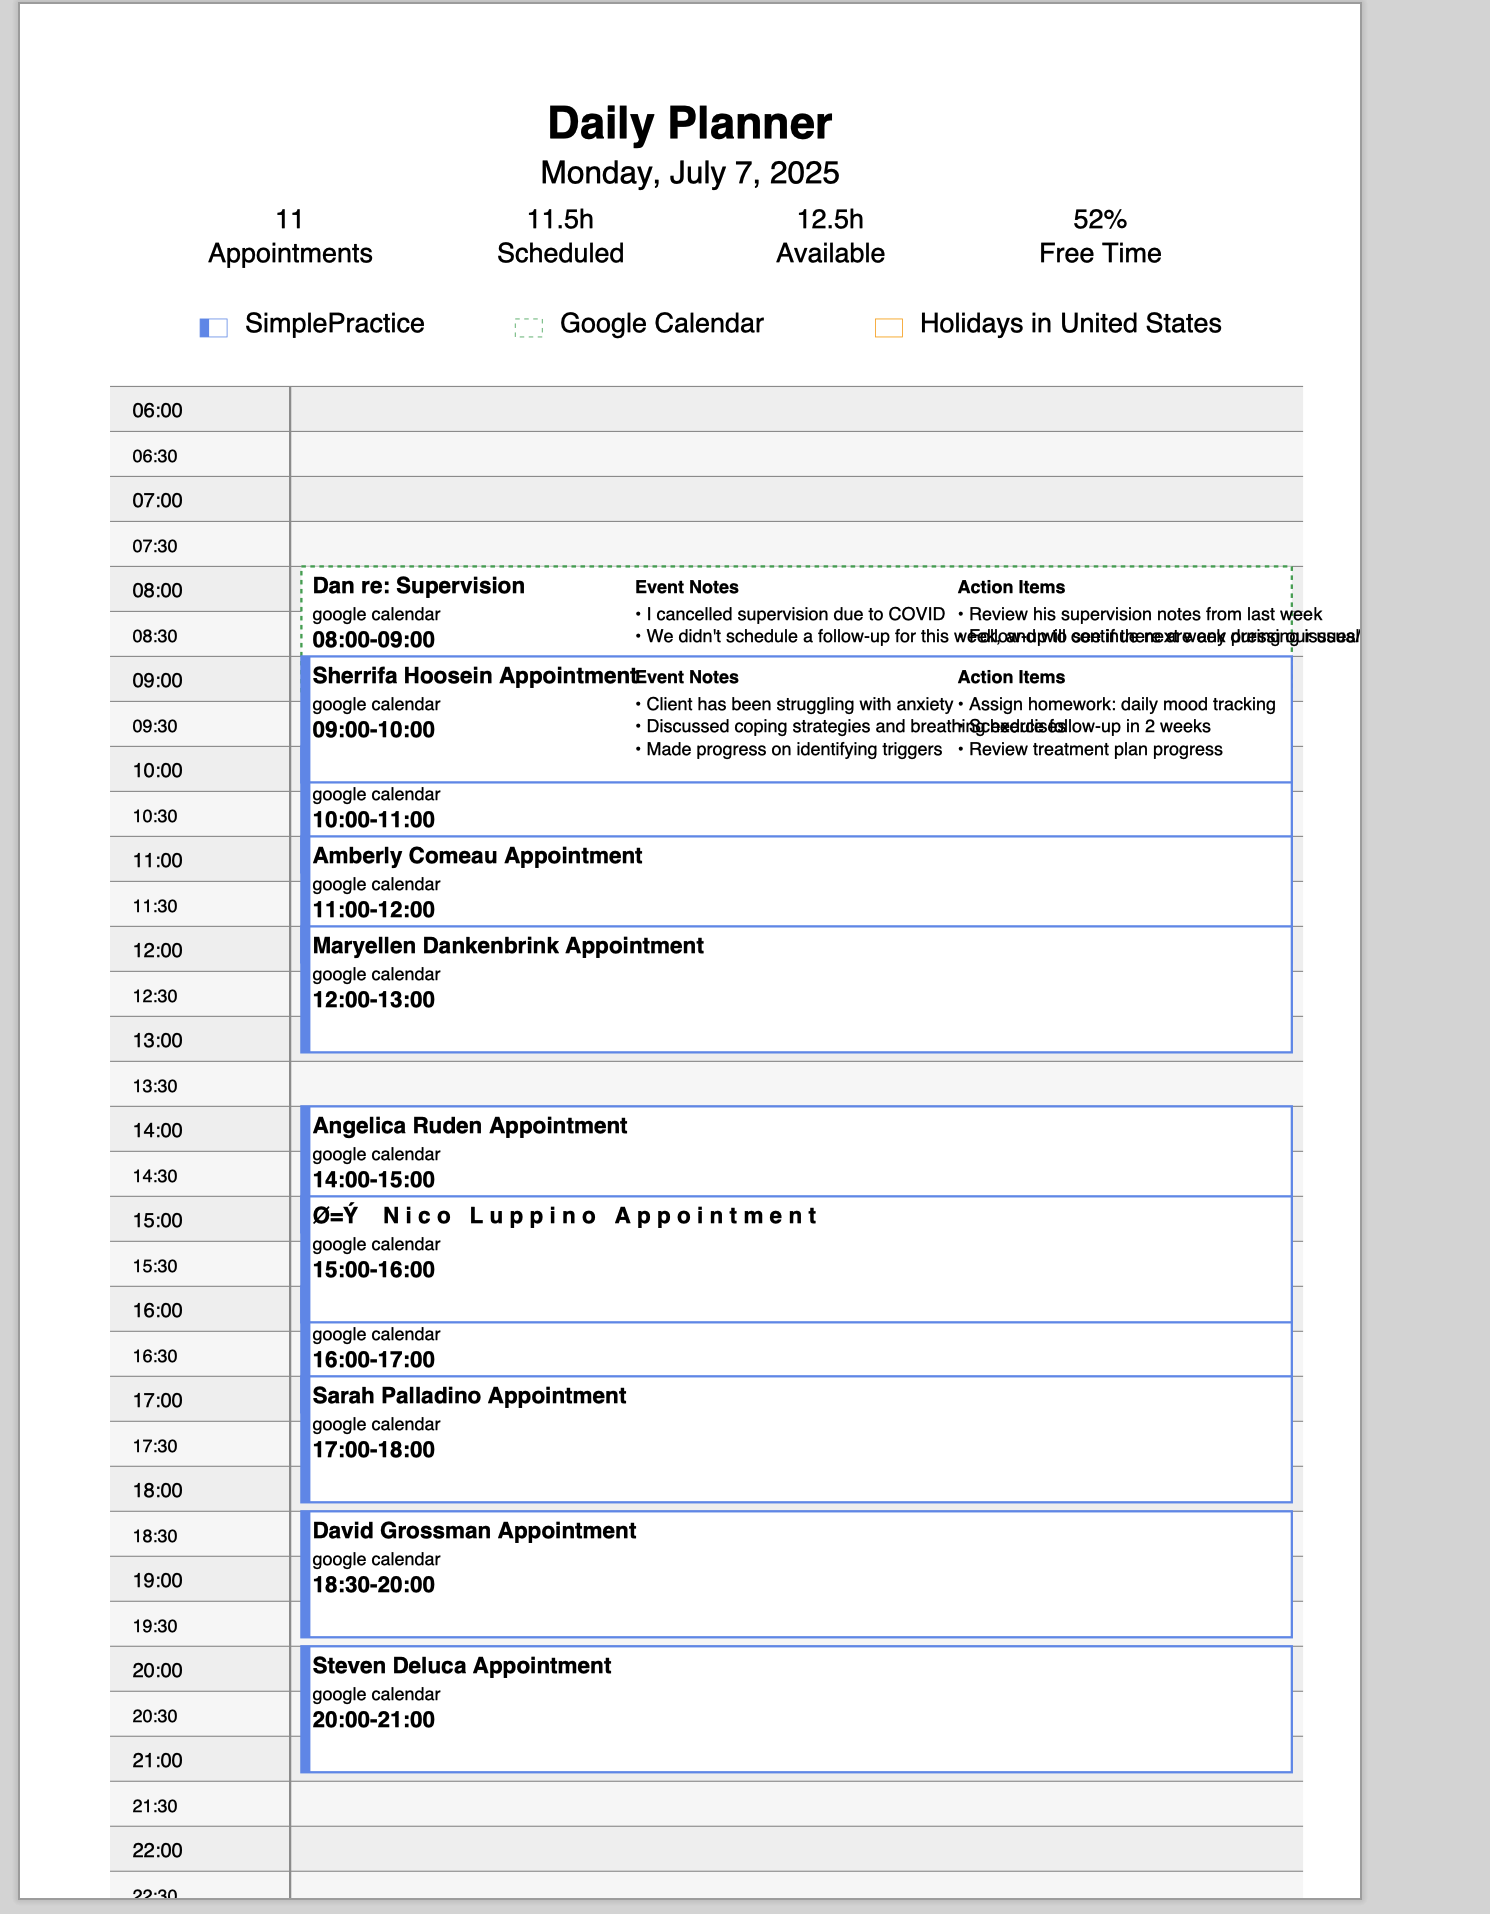 Daily Planner
Monday, July 7, 2025
11 11.5h 12.5h 52%
Appointments Scheduled Available Free Time
SimplePractice Google Calendar Holidays in United States
06:00
06:30
07:00
07:30
08:00
08:30
09:00
09:30
10:00
10:30
11:00
11:30
12:00
12:30
13:00
13:30
14:00
14:30
15:00
15:30
16:00
16:30
17:00
17:30
18:00
18:30
19:00
19:30
20:00
20:30
21:00
21:30
22:00
22:30
Dan re: Supervision
google calendar
08:00-09:00
Event Notes
• I cancelled supervision due to COVID
• We didn't schedule a follow-up for this week, and will
Action Items
• Review his supervision notes from last week
• Follow up to see if there are any
Sherrifa Hoosein Appointment
google calendar
09:00-10:00
Event Notes
• Client has been struggling with anxiety
• Discussed coping strategies and breathing exercises
• Made progress on identifying triggers
Action Items
• Assign homework: daily mood tracking
• Schedule follow-up in 2 weeks
• Review treatment plan progress
google calendar
10:00-11:00
Amberly Comeau Appointment
google calendar
11:00-12:00
Maryellen Dankenbrink Appointment
google calendar
12:00-13:00
Angelica Ruden Appointment
google calendar
14:00-15:00
Ø=Ý Nico Luppino Appointment
google calendar
15:00-16:00
google calendar
16:00-17:00
Sarah Palladino Appointment
google calendar
17:00-18:00
David Grossman Appointment
google calendar
18:30-20:00
Steven Deluca Appointment
google calendar
20:00-21:00